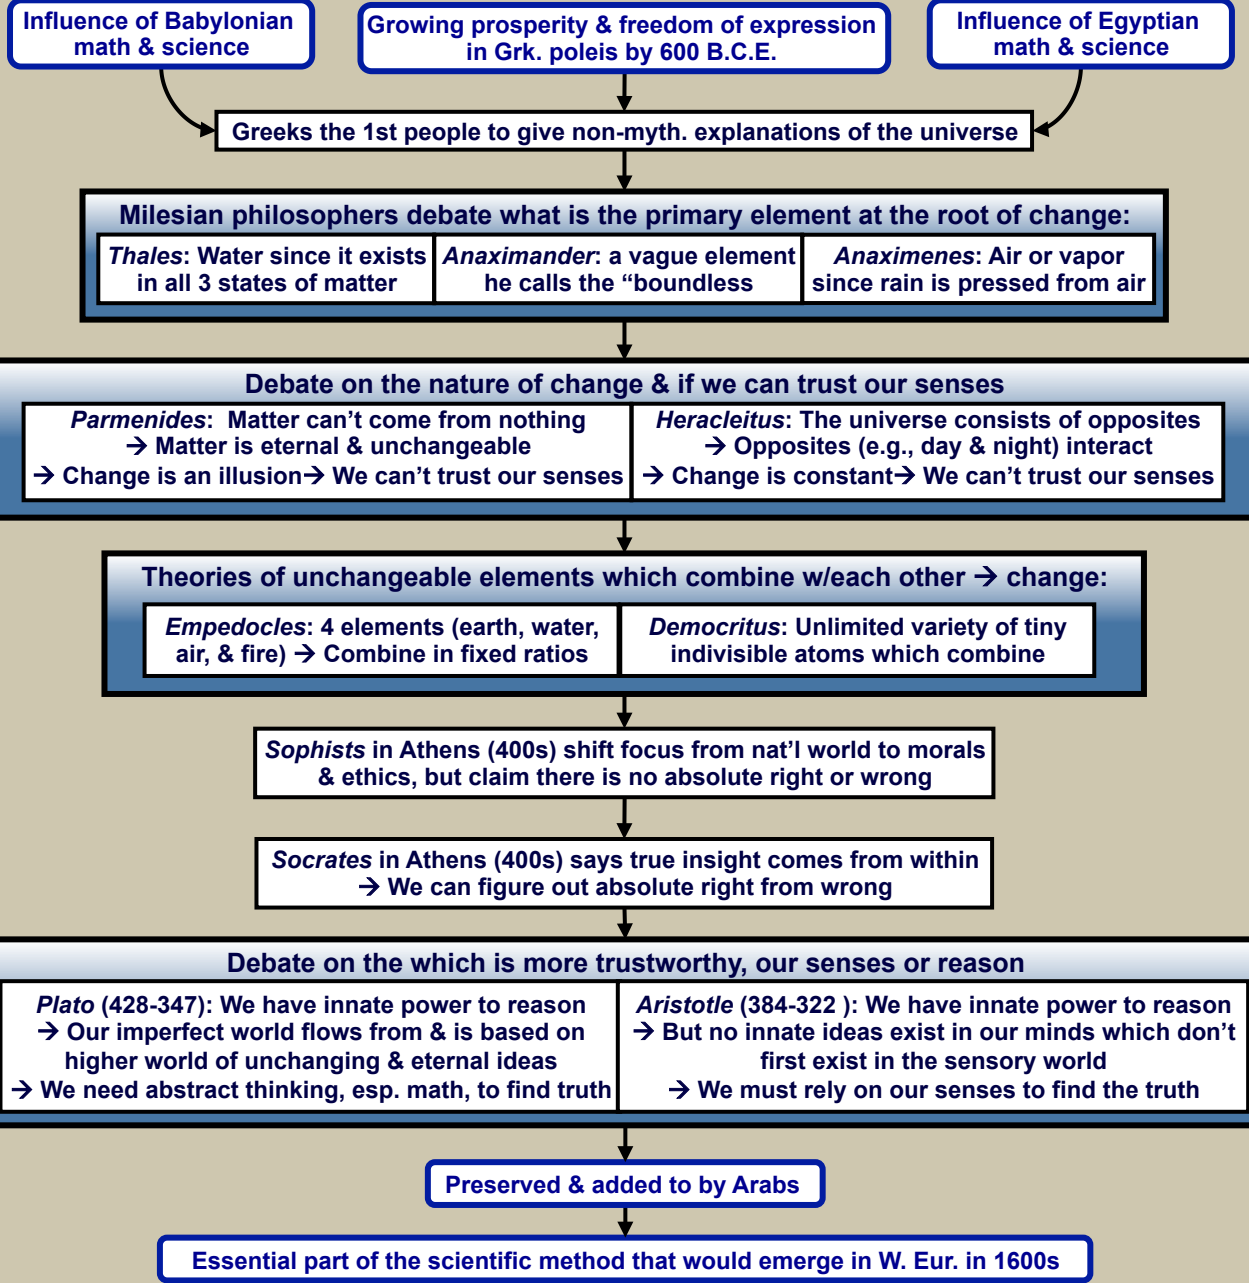 Influence of Babylonian
math & science
Growing prosperity & freedom of expression
in Grk. poleis by 600 B.C.E.
Influence of Egyptian
math & science
Greeks the 1st people to give non-myth. explanations of the universe
Milesian philosophers debate what is the primary element at the root of change:
Thales: Water since it exists
in all 3 states of matter
Anaximander: a vague element
he calls the “boundless
Anaximenes: Air or vapor
since rain is pressed from air
Debate on the nature of change & if we can trust our senses
Parmenides: Matter can’t come from nothing
→ Matter is eternal & unchangeable
→ Change is an illusion→ We can’t trust our senses
Heracleitus: The universe consists of opposites
→ Opposites (e.g., day & night) interact
→ Change is constant→ We can’t trust our senses
Theories of unchangeable elements which combine w/each other → change:
Empedocles: 4 elements (earth, water,
air, & fire) → Combine in fixed ratios
Democritus: Unlimited variety of tiny
indivisible atoms which combine
Sophists in Athens (400s) shift focus from nat’l world to morals
& ethics, but claim there is no absolute right or wrong
Socrates in Athens (400s) says true insight comes from within
→ We can figure out absolute right from wrong
Debate on the which is more trustworthy, our senses or reason
Plato (428-347): We have innate power to reason
→ Our imperfect world flows from & is based on
higher world of unchanging & eternal ideas
→ We need abstract thinking, esp. math, to find truth
Aristotle (384-322 ): We have innate power to reason
→ But no innate ideas exist in our minds which don’t
first exist in the sensory world
→ We must rely on our senses to find the truth
Preserved & added to by Arabs
Essential part of the scientific method that would emerge in W. Eur. in 1600s